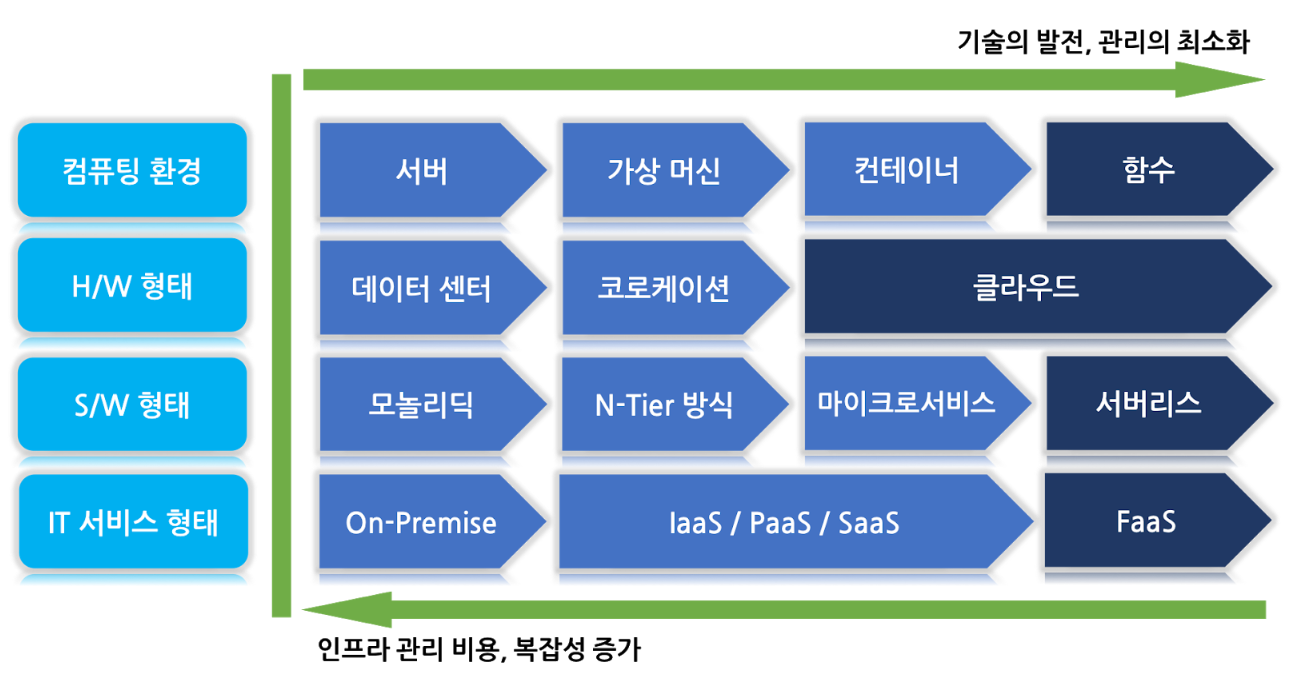 기술의 발전, 관리의 최소화
컴퓨팅 환경
서버
가상 머신
컨테이너
함수
H/W 형태
데이터 센터
코로케이션
클라우드
S/W 형태
모놀리딕
N-Tier 방식
마이크로서비스
서버리스
IT 서비스 형태
On-Premise
IaaS / PaaS / SaaS
FaaS
인프라 관리 비용, 복잡성 증가